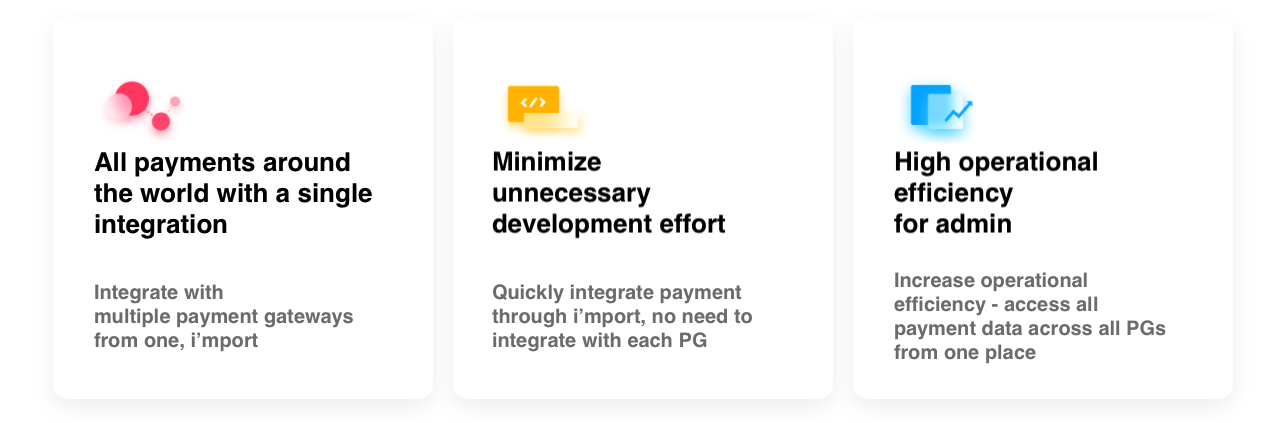 All payments around
the world with a single
integration
Integrate with
multiple payment gateways
from one, i’mport
</>
Minimize
unnecessary
development effort
Quickly integrate payment
through i’mport, no need to
integrate with each PG
High operational
efficiency
for admin
Increase operational
efficiency - access all
payment data across all PGs
from one place